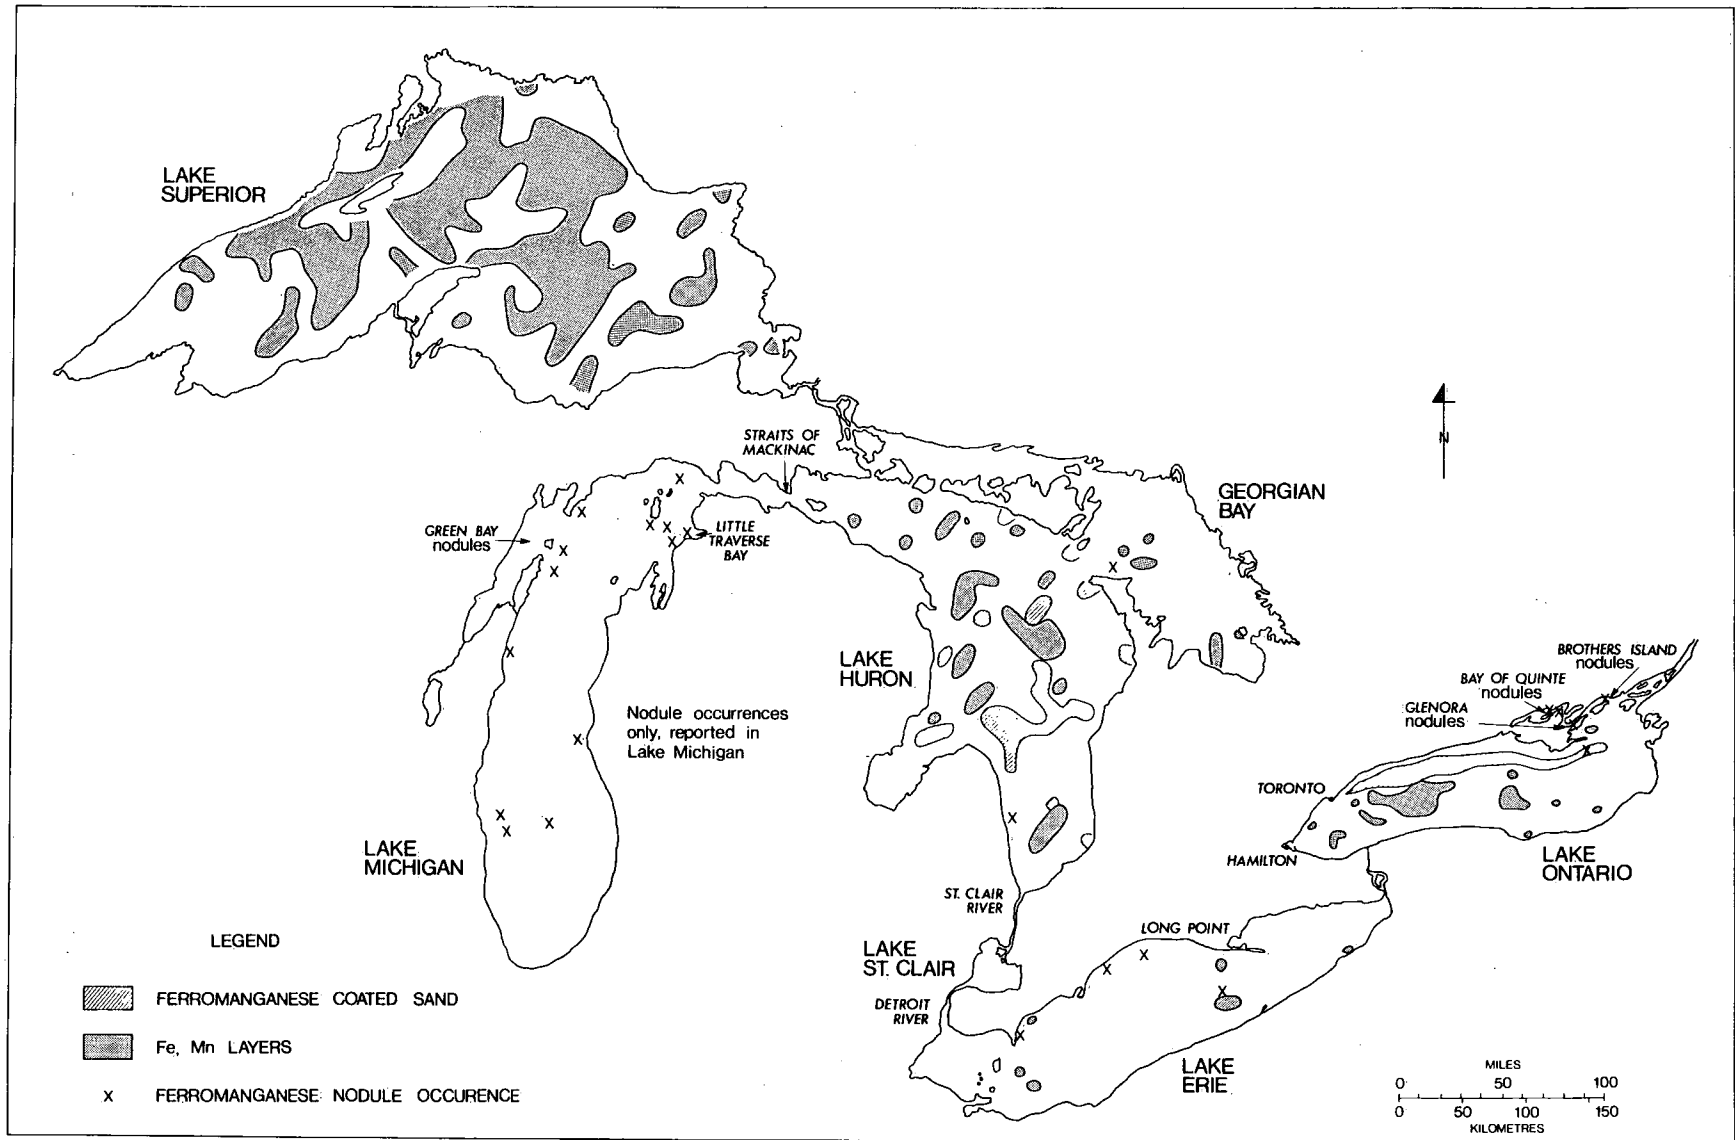 LAKE
SUPERIOR
STRAITS OF
MACKINAC
N
GEORGIAN
BAY
GREEN BAY
nodules
LITTLE
TRAVERSE
BAY
LAKE
HURON
Nodule occurrences
only, reported in
Lake Michigan
BROTHERS ISLAND
nodules
BAY OF QUINTE
nodules
GLENORA
nodules
TORONTO
HAMILTON
LAKE
ONTARIO
LAKE
MICHIGAN
ST. CLAIR
RIVER
LONG POINT
LAKE
ST. CLAIR
DETROIT
RIVER
LAKE
ERIE
LEGEND
FERROMANGANESE COATED SAND
Fe, Mn LAYERS
x FERROMANGANESE NODULE OCCURENCE
MILES
0 50 100
0 50 100 150
KILOMETRES